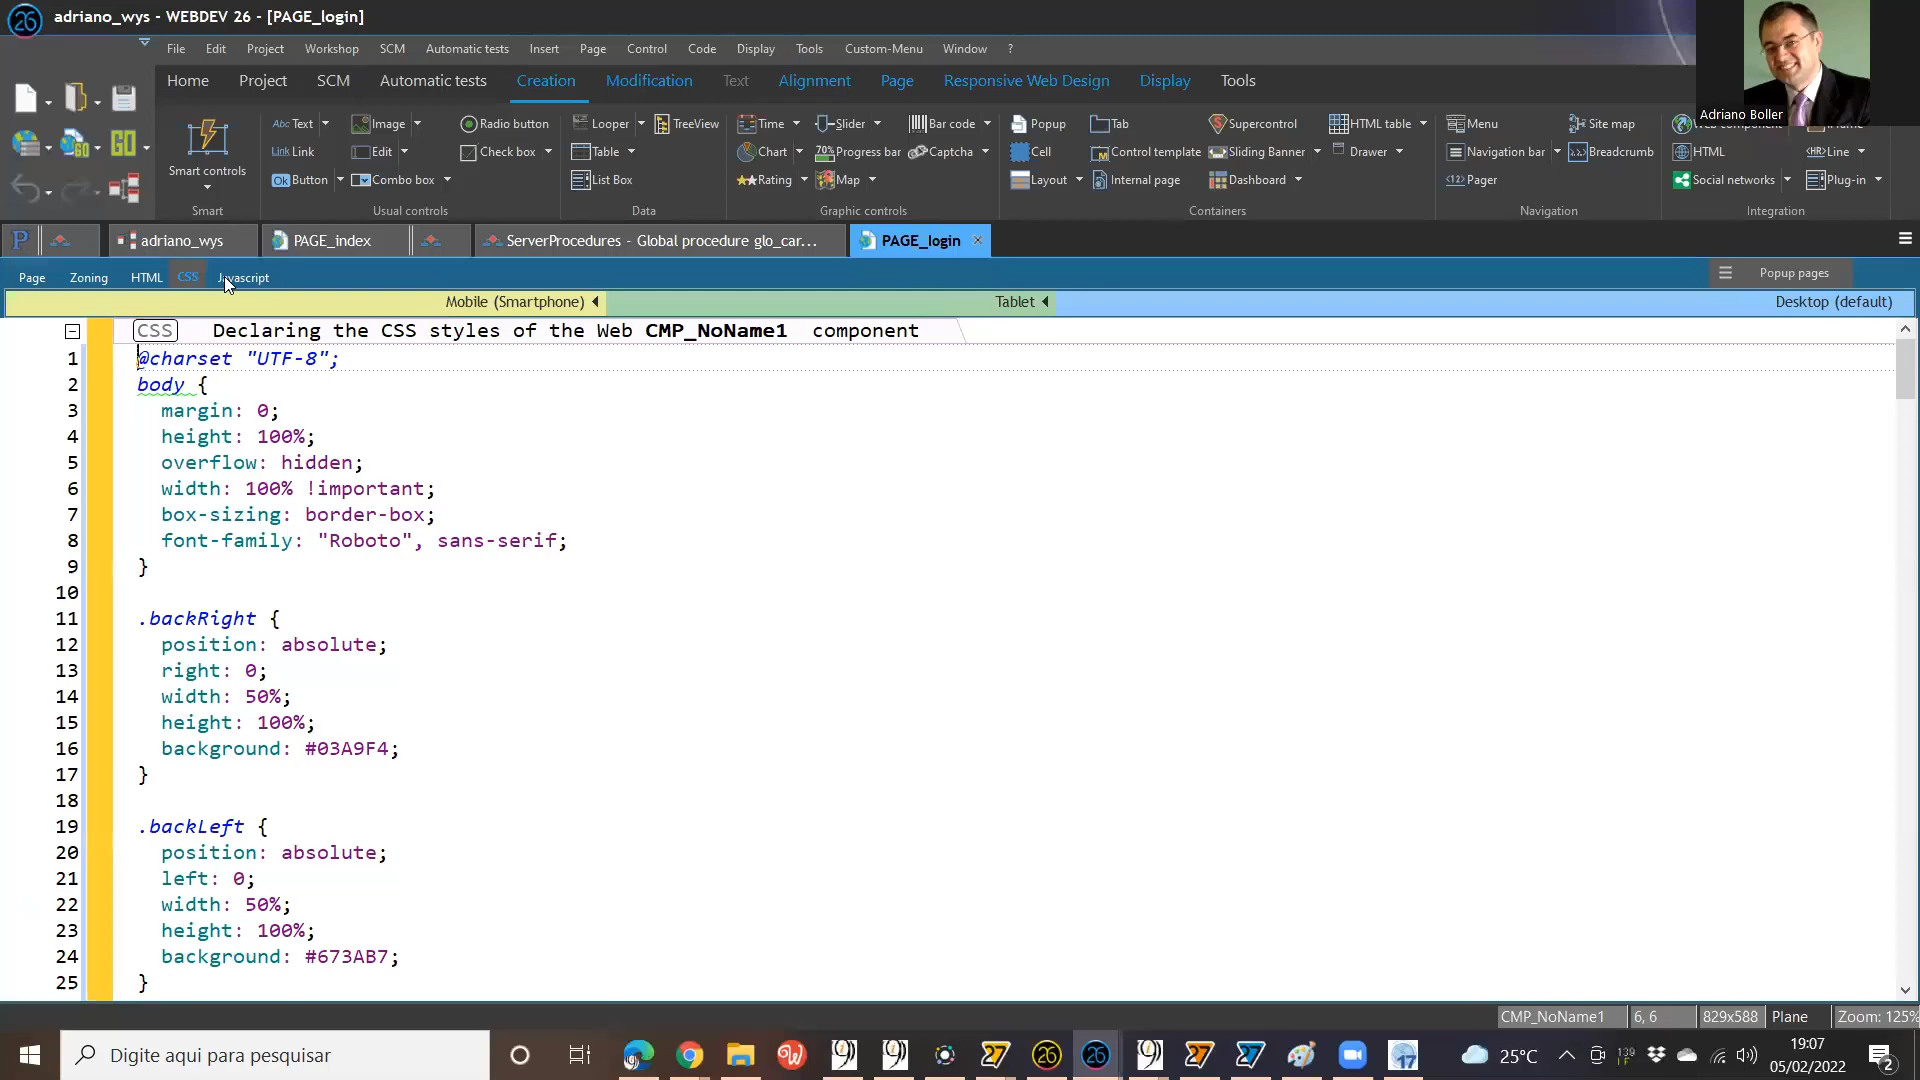 26 adriano_wys - WEBDEV 26 - [PAGE_login]
File Edit Project Workshop SCM Automatic tests Insert Page Control Code Display Tools Custom-Menu Window ?
Home Project SCM Automatic tests Creation Modification Text Alignment Page Responsive Web Design Display Tools
Adriano Boller
Abc Text Image Radio button Looper TreeView Time Slider Bar code Popup Tab Supercontrol HTML table Menu Site map
Link Link Edit Check box Table Chart 70% Progress bar Captcha Cell Control template Sliding Banner Drawer Navigation bar Breadcrumb HTML HR Line
GO GO
Smart controls
Ok Button Combo box List Box Rating Map Layout Internal page Dashboard <12> Pager Social networks Plug-in
Smart Usual controls Data Graphic controls Containers Navigation Integration
P adriano_wys PAGE_index ServerProcedures - Global procedure glo_car... PAGE_login ×
Page Zoning HTML CSS Javascript Popup pages
Mobile (Smartphone) Tablet Desktop (default)
CSS Declaring the CSS styles of the Web CMP_NoName1 component
1 @charset "UTF-8";
2 body {
3 margin: 0;
4 height: 100%;
5 overflow: hidden;
6 width: 100% !important;
7 box-sizing: border-box;
8 font-family: "Roboto", sans-serif;
9 }
10
11 .backRight {
12 position: absolute;
13 right: 0;
14 width: 50%;
15 height: 100%;
16 background: #03A9F4;
17 }
18
19 .backLeft {
20 position: absolute;
21 left: 0;
22 width: 50%;
23 height: 100%;
24 background: #673AB7;
25 }
CMP_NoName1 6, 6 829x588 Plane Zoom: 125%
Digite aqui para pesquisar 25°C 19:07
05/02/2022 2